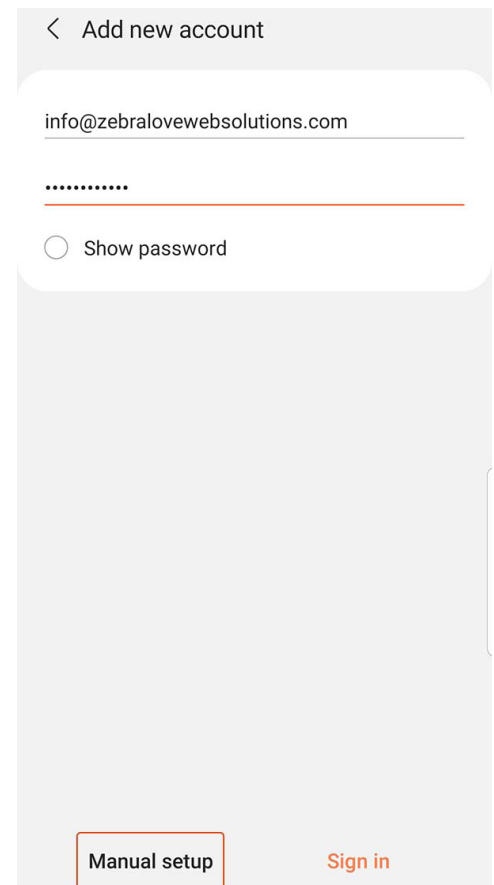 Add new account
info@zebralovewebsolutions.com
••••••••••••
Show password
Manual setup
Sign in